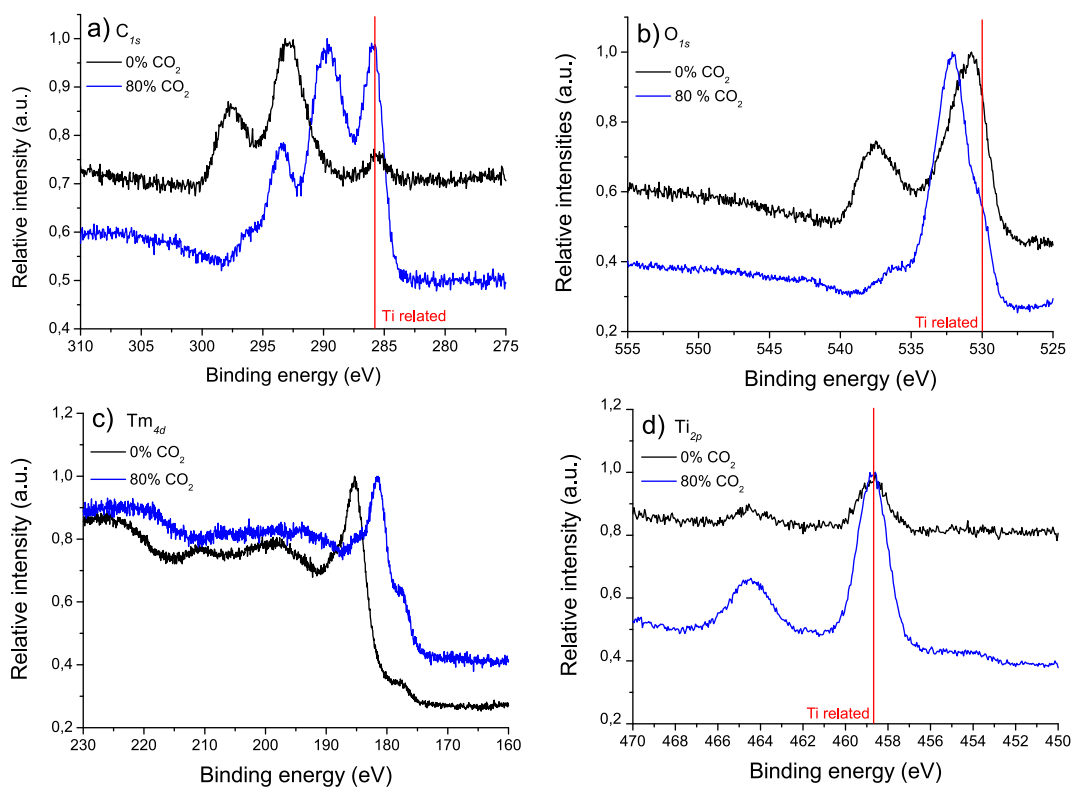 a) C1s
0% CO2
80% CO2
Relative intensity (a.u.)
1,0
0,9
0,8
0,7
0,6
0,5
0,4
Ti related
310 305 300 295 290 285 280 275
Binding energy (eV)
b) O1s
0% CO2
80 % CO2
Relative intensities (a.u.)
1,0
0,8
0,6
0,4
0,2
Ti related
555 550 545 540 535 530 525
Binding energy (eV)
c) Tm4d
0% CO2
80% CO2
Relative intensity (a.u.)
1,2
1,0
0,8
0,6
0,4
0,2
230 220 210 200 190 180 170 160
Binding energy (eV)
d) Ti2p
0% CO2
80% CO2
Relative intensity (a.u.)
1,2
1,0
0,8
0,6
0,4
0,2
Ti related
470 468 466 464 462 460 458 456 454 452 450
Binding energy (eV)